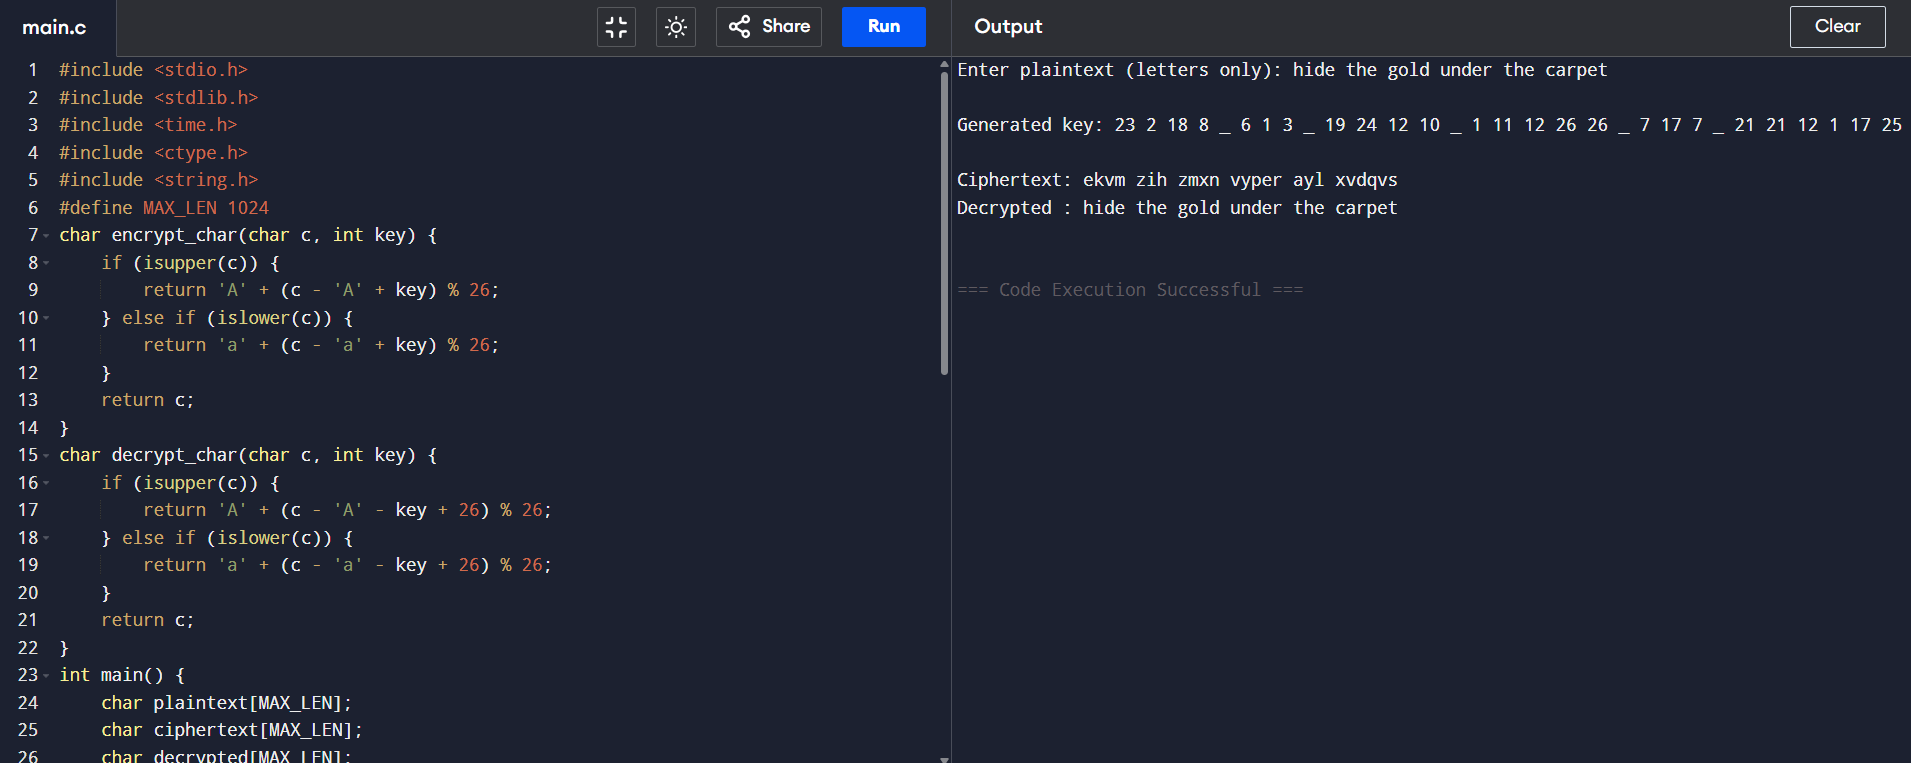 main.c
Share
Run
1 #include <stdio.h>
2 #include <stdlib.h>
3 #include <time.h>
4 #include <ctype.h>
5 #include <string.h>
6 #define MAX_LEN 1024
7 char encrypt_char(char c, int key) {
8     if (isupper(c)) {
9         return 'A' + (c - 'A' + key) % 26;
10     } else if (islower(c)) {
11         return 'a' + (c - 'a' + key) % 26;
12     }
13     return c;
14 }
15 char decrypt_char(char c, int key) {
16     if (isupper(c)) {
17         return 'A' + (c - 'A' - key + 26) % 26;
18     } else if (islower(c)) {
19         return 'a' + (c - 'a' - key + 26) % 26;
20     }
21     return c;
22 }
23 int main() {
24     char plaintext[MAX_LEN];
25     char ciphertext[MAX_LEN];
26     char decrypted[MAX_LEN];
Output
Clear
Enter plaintext (letters only): hide the gold under the carpet
Generated key: 23 2 18 8 _ 6 1 3 _ 19 24 12 10 _ 1 11 12 26 26 _ 7 17 7 _ 21 21 12 1 17 25
Ciphertext: ekvm zih zmxn vyper ayl xvdqvs
Decrypted : hide the gold under the carpet
=== Code Execution Successful ===